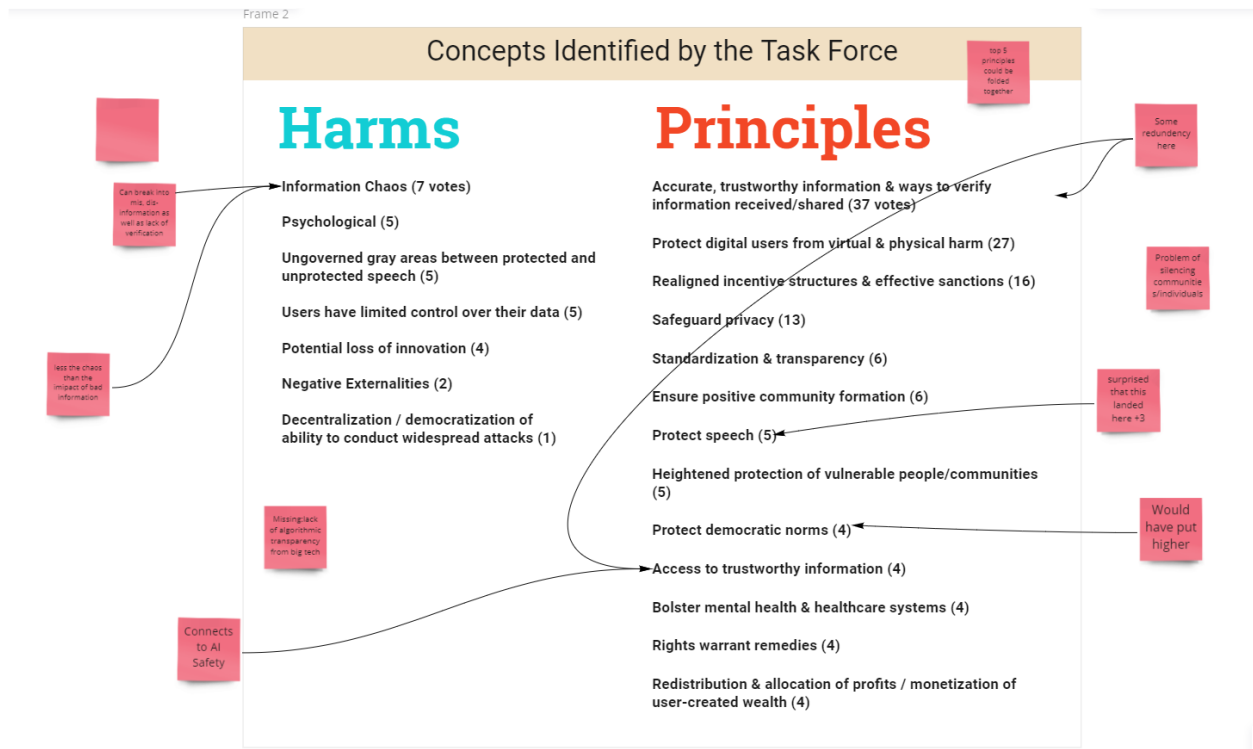 Frame 2
Concepts Identified by the Task Force
top 5
principles
could be
folded
together
Harms
Principles
Some
redundency
here
Can break into
mis, dis-
information as
well as lack of
verification
Information Chaos (7 votes)
Psychological (5)
Ungoverned gray areas between protected and
unprotected speech (5)
Users have limited control over their data (5)
Potential loss of innovation (4)
Negative Externalities (2)
Decentralization / democratization of
ability to conduct widespread attacks (1)
less the chaos
than the
imipact of bad
information
Missing:lack
of algorithmic
transparency
from big tech
Connects
to AI
Safety
Accurate, trustworthy information & ways to verify
information received/shared (37 votes)
Protect digital users from virtual & physical harm (27)
Realigned incentive structures & effective sanctions (16)
Safeguard privacy (13)
Standardization & transparency (6)
Ensure positive community formation (6)
Protect speech (5)
Heightened protection of vulnerable people/communities
(5)
Protect democratic norms (4)
Access to trustworthy information (4)
Bolster mental health & healthcare systems (4)
Rights warrant remedies (4)
Redistribution & allocation of profits / monetization of
user-created wealth (4)
Problem of
silencing
communitie
s/individuals
surprised
that this
landed
here +3
Would
have put
higher